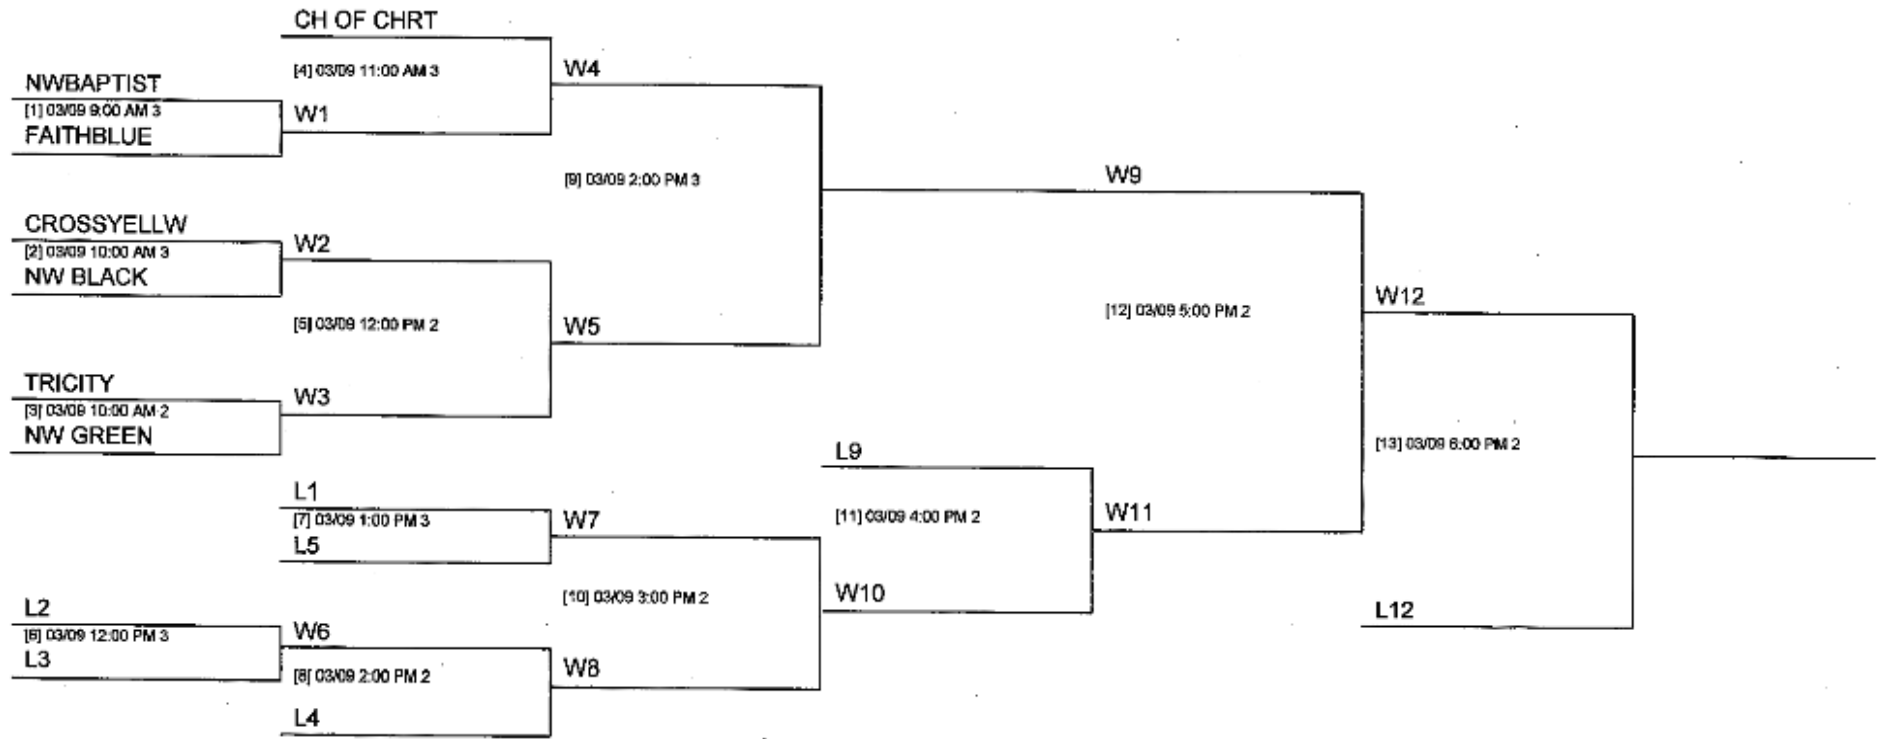 CH OF CHRT
[4] 03/09 11:00 AM 3
W4
NWBAPTIST
[1] 03/09 9:00 AM 3
W1
FAITHBLUE
[9] 03/09 2:00 PM 3
W9
CROSSYELLW
[2] 03/09 10:00 AM 3
W2
NW BLACK
[5] 03/09 12:00 PM 2
W5
[12] 03/09 5:00 PM 2
W12
TRICITY
[3] 03/09 10:00 AM 2
W3
NW GREEN
L9
[13] 03/09 6:00 PM 2
L1
[7] 03/09 1:00 PM 3
W7
[11] 03/09 4:00 PM 2
W11
L5
[10] 03/09 3:00 PM 2
W10
L2
[6] 03/09 12:00 PM 3
W6
L12
L3
[8] 03/09 2:00 PM 2
W8
L4